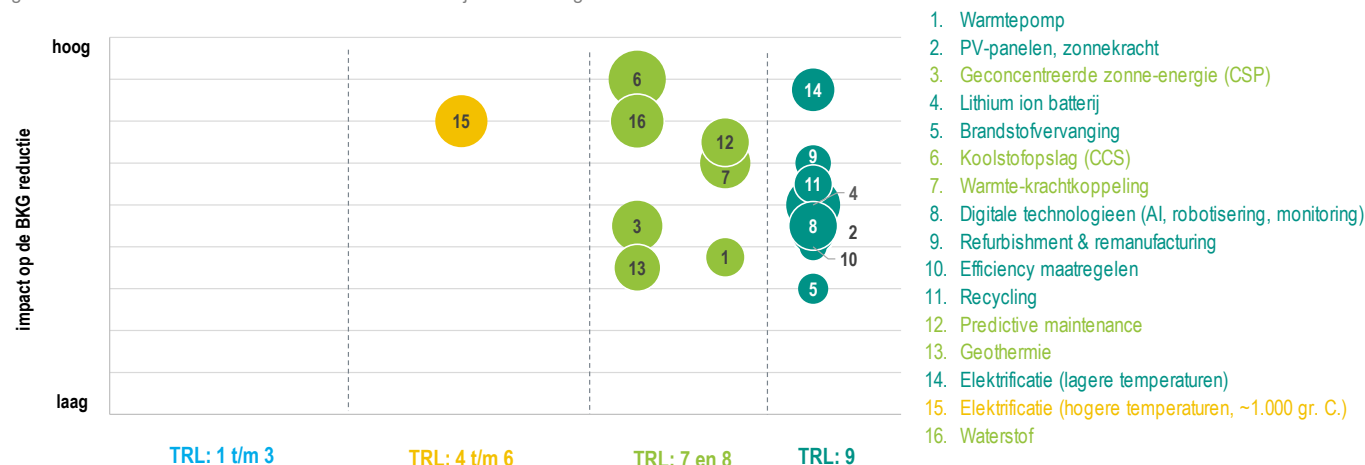 hoog
impact op de BKG reductie
laag
6
14
15
16
12
9
7
11
4
3
8
2
1
10
13
5
TRL: 1 t/m 3
TRL: 4 t/m 6
TRL: 7 en 8
TRL: 9
1. Warmtepomp
2. PV-panelen, zonnekracht
3. Geconcentreerde zonne-energie (CSP)
4. Lithium ion batterij
5. Brandstofvervanging
6. Koolstofopslag (CCS)
7. Warmte-krachtkoppeling
8. Digitale technologieen (AI, robotisering, monitoring)
9. Refurbishment & remanufacturing
10. Efficiency maatregelen
11. Recycling
12. Predictive maintenance
13. Geothermie
14. Elektrificatie (lagere temperaturen)
15. Elektrificatie (hogere temperaturen, ~1.000 gr. C.)
16. Waterstof